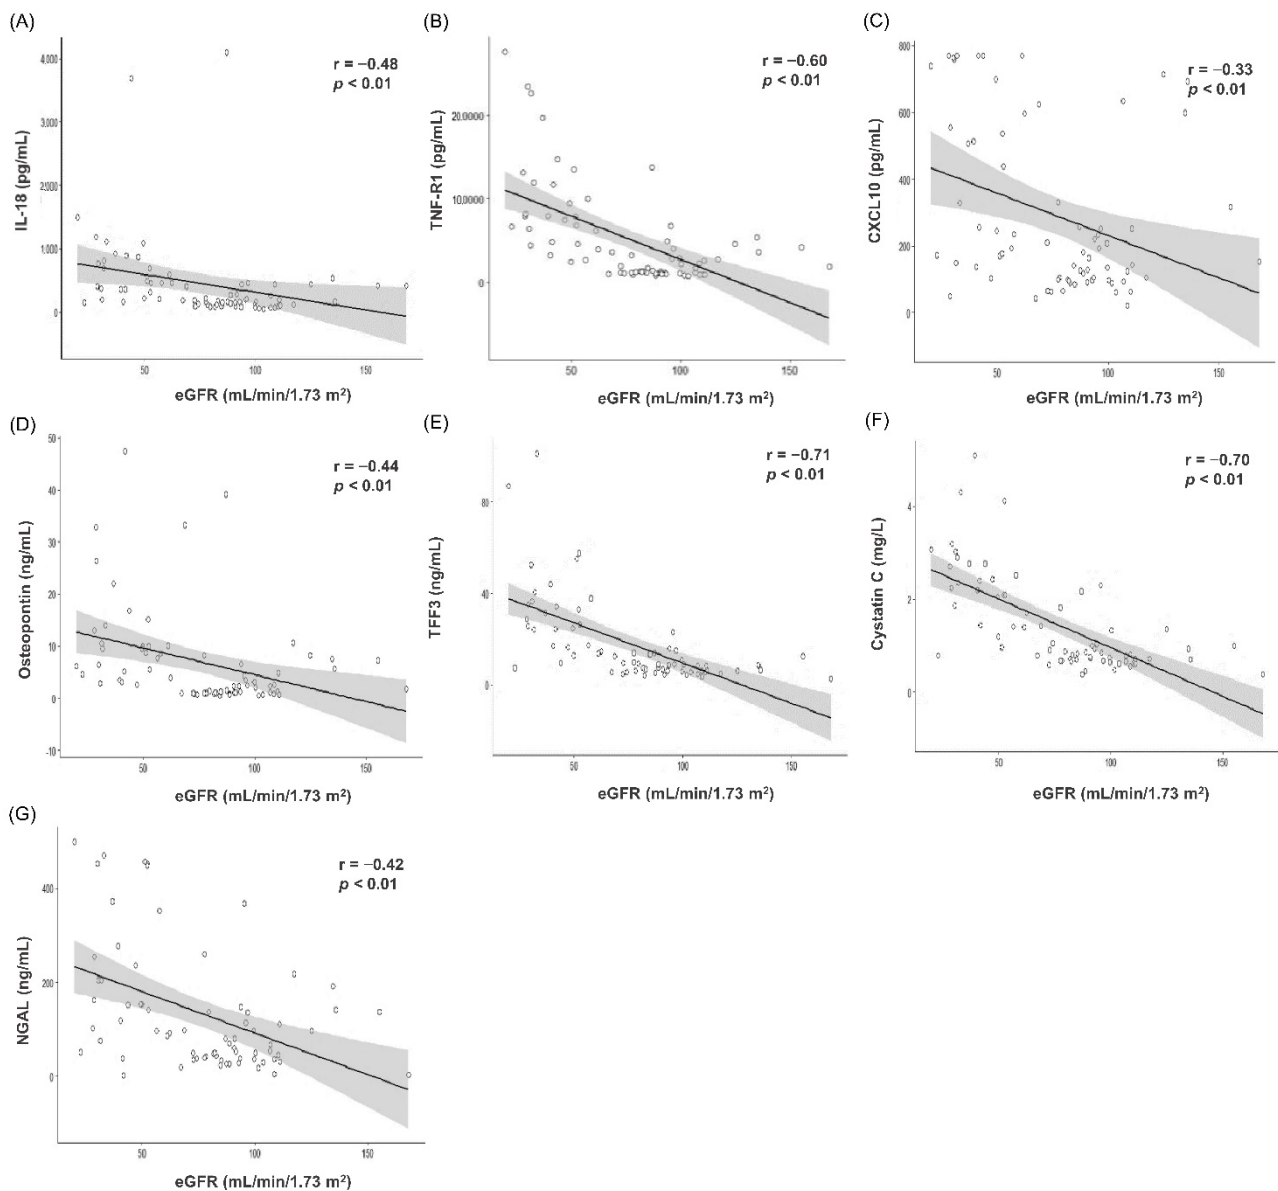 (A)
r = −0.48
p < 0.01
IL-18 (pg/mL)
4,000
3,000
2,000
1,000
0
50
100
150
eGFR (mL/min/1.73 m²)
(B)
r = −0.60
p < 0.01
TNF-R1 (pg/mL)
20,0000
10,0000
0
50
100
150
eGFR (mL/min/1.73 m²)
(C)
r = −0.33
p < 0.01
CXCL10 (pg/mL)
800
600
400
200
0
50
100
150
eGFR (mL/min/1.73 m²)
(D)
r = −0.44
p < 0.01
Osteopontin (ng/mL)
50
40
30
20
10
0
-10
50
100
150
eGFR (mL/min/1.73 m²)
(E)
r = −0.71
p < 0.01
TFF3 (ng/mL)
80
40
0
50
100
150
eGFR (mL/min/1.73 m²)
(F)
r = −0.70
p < 0.01
Cystatin C (mg/L)
4
2
0
50
100
150
eGFR (mL/min/1.73 m²)
(G)
r = −0.42
p < 0.01
NGAL (ng/mL)
400
200
0
50
100
150
eGFR (mL/min/1.73 m²)